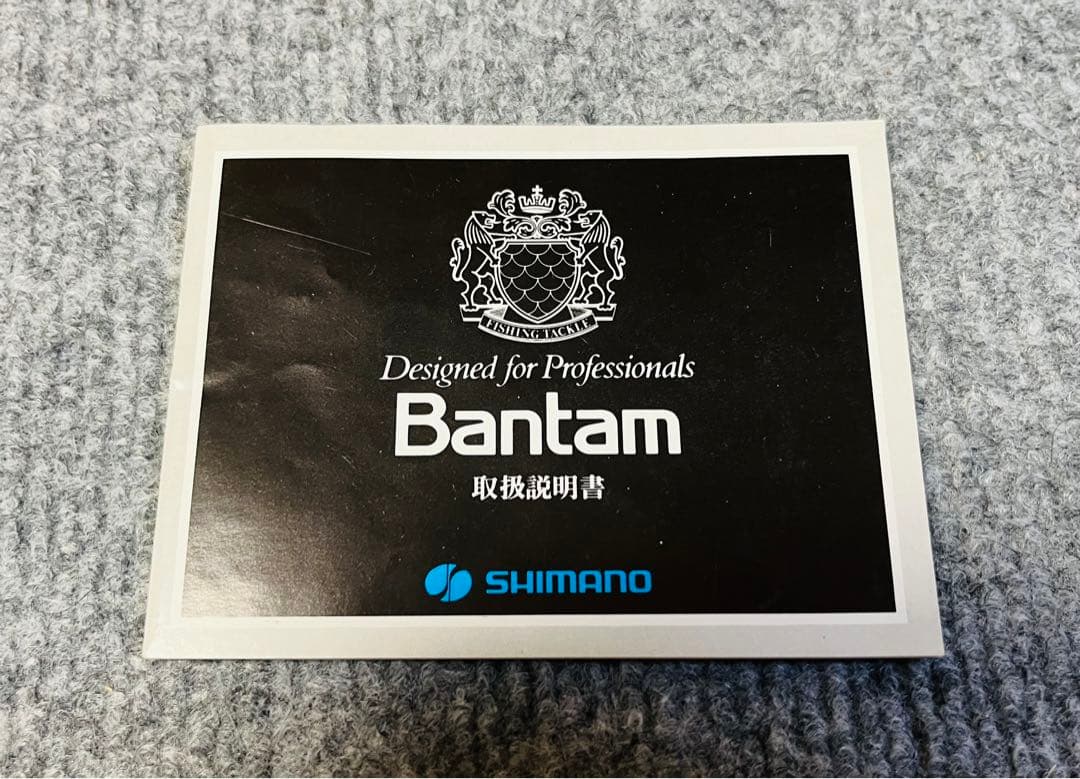 FISHING TACKLE
Designed for Professionals
Bantam
取扱説明書
SHIMANO